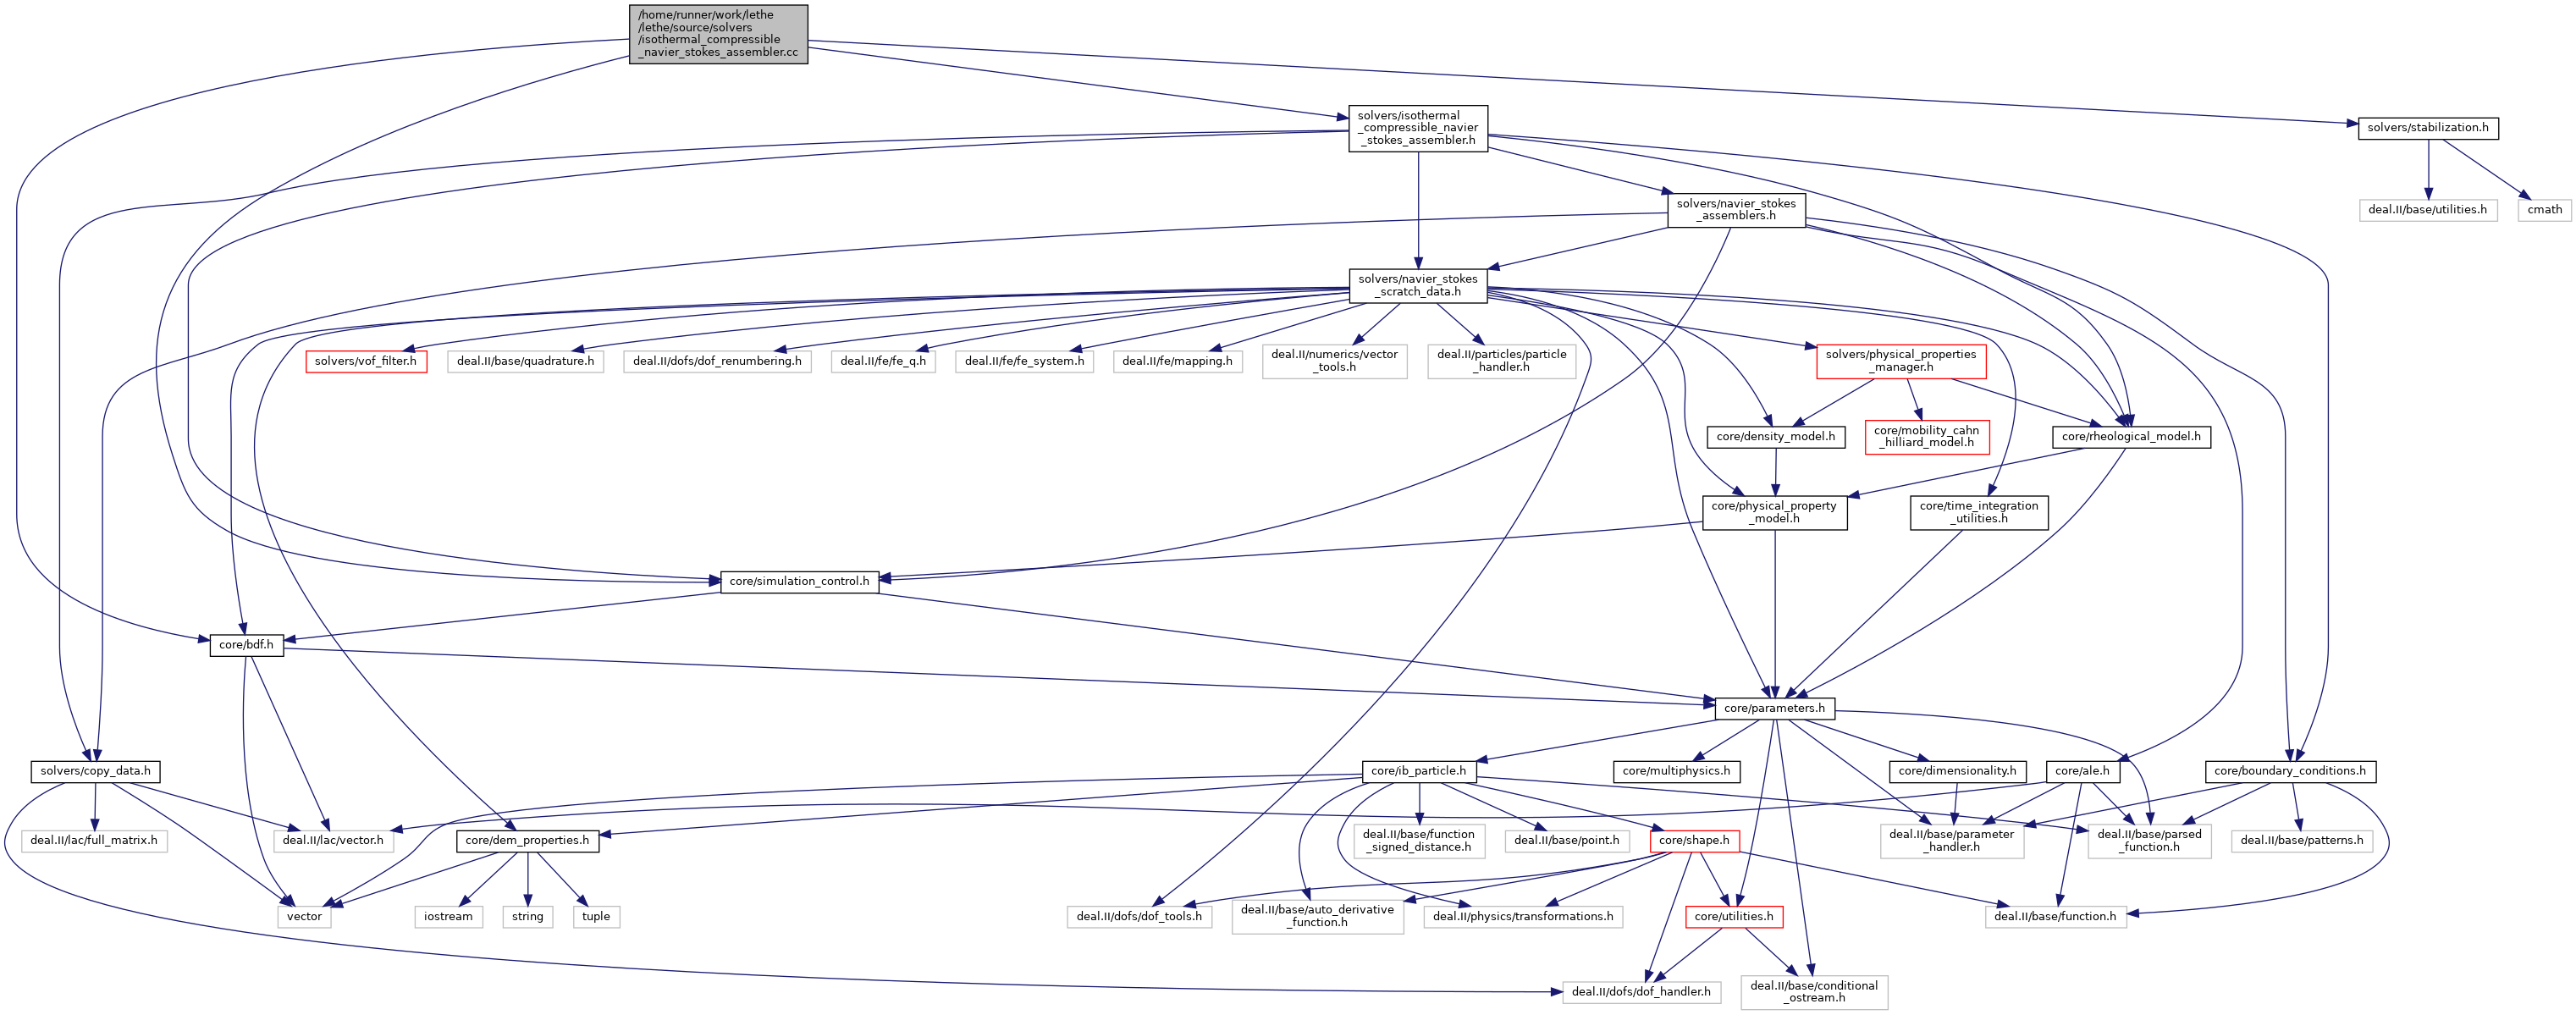 /home/runner/work/lethe
/lethe/source/solvers
/isothermal_compressible
_navier_stokes_assembler.cc
solvers/isothermal
_compressible_navier
_stokes_assembler.h
solvers/stabilization.h
solvers/navier_stokes
_assemblers.h
deal.II/base/utilities.h
cmath
solvers/navier_stokes
_scratch_data.h
solvers/vof_filter.h
deal.II/base/quadrature.h
deal.II/dofs/dof_renumbering.h
deal.II/fe/fe_q.h
deal.II/fe/fe_system.h
deal.II/fe/mapping.h
deal.II/numerics/vector
_tools.h
deal.II/particles/particle
_handler.h
solvers/physical_properties
_manager.h
core/density_model.h
core/mobility_cahn
_hilliard_model.h
core/rheological_model.h
core/physical_property
_model.h
core/time_integration
_utilities.h
core/simulation_control.h
core/bdf.h
core/parameters.h
solvers/copy_data.h
core/ib_particle.h
core/multiphysics.h
core/dimensionality.h
core/ale.h
core/boundary_conditions.h
deal.II/lac/full_matrix.h
deal.II/lac/vector.h
core/dem_properties.h
deal.II/base/function
_signed_distance.h
deal.II/base/point.h
core/shape.h
deal.II/base/parameter
_handler.h
deal.II/base/parsed
_function.h
deal.II/base/patterns.h
vector
iostream
string
tuple
deal.II/dofs/dof_tools.h
deal.II/base/auto_derivative
_function.h
deal.II/physics/transformations.h
core/utilities.h
deal.II/base/function.h
deal.II/dofs/dof_handler.h
deal.II/base/conditional
_ostream.h